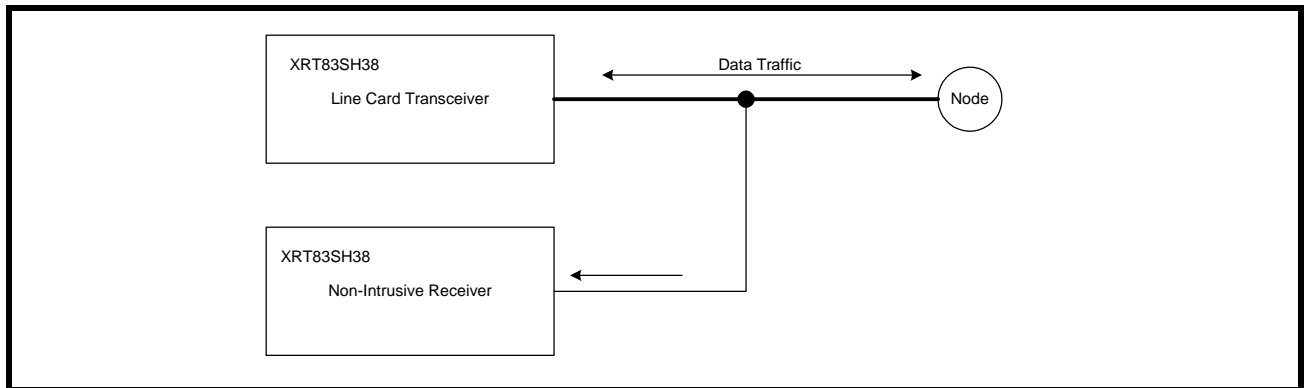 XRT83SH38
Line Card Transceiver
Data Traffic
Node
XRT83SH38
Non-Intrusive Receiver